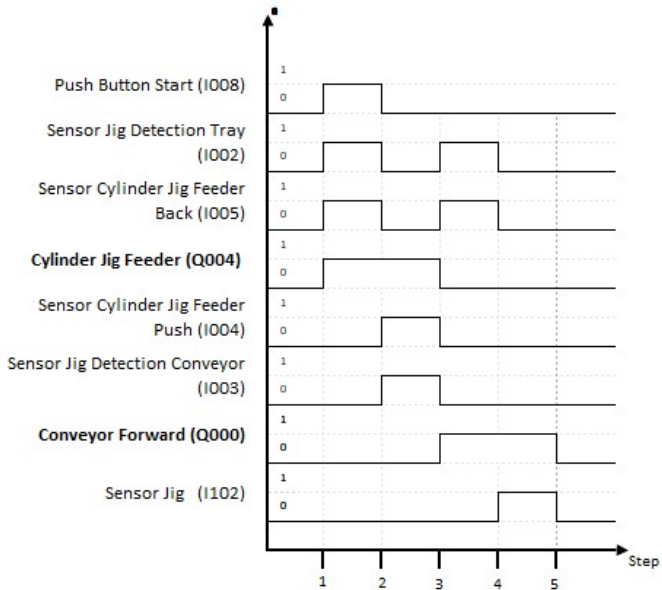 Push Button Start (I008)
1
0
Sensor Jig Detection Tray
(I002)
1
0
Sensor Cylinder Jig Feeder
Back (I005)
1
0
Cylinder Jig Feeder (Q004)
1
0
Sensor Cylinder Jig Feeder
Push (I004)
1
0
Sensor Jig Detection Conveyor
(I003)
1
0
Conveyor Forward (Q000)
1
0
Sensor Jig (I102)
1
0
Step
1 2 3 4 5